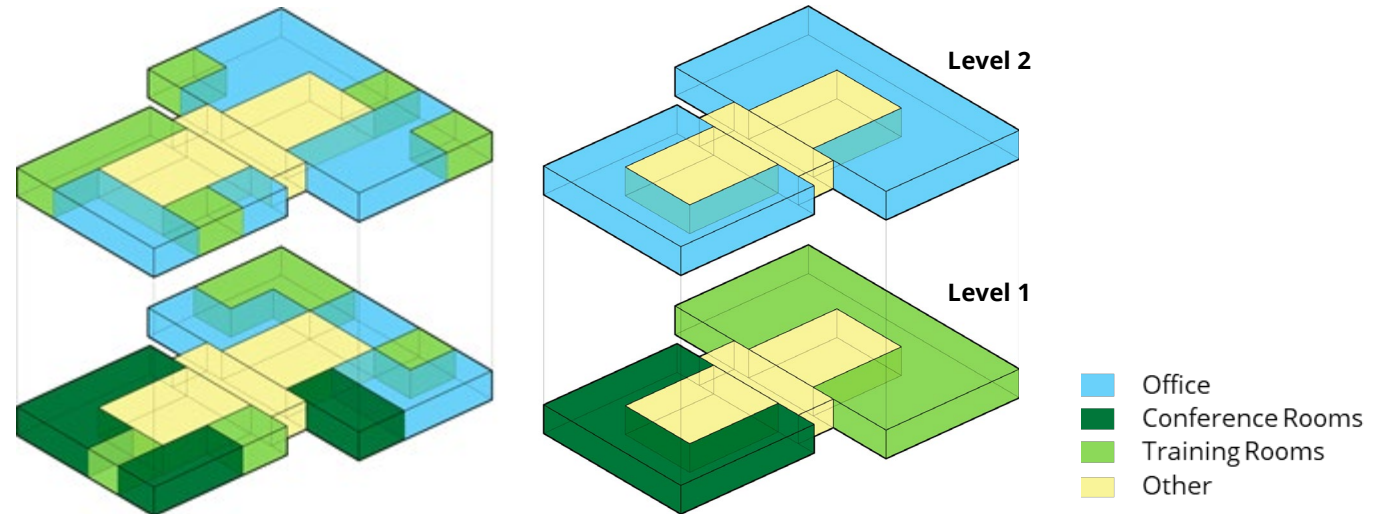 Level 2
Level 1
Office
Conference Rooms
Training Rooms
Other